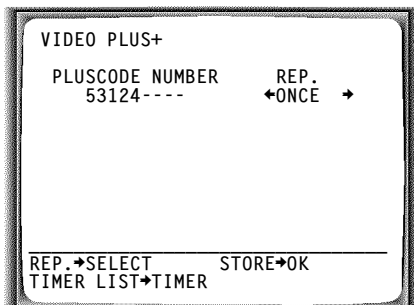 VIDEO PLUS+
PLUSCODE NUMBER REP.
53124---- ←ONCE →
REP.→SELECT STORE→OK
TIMER LIST→TIMER